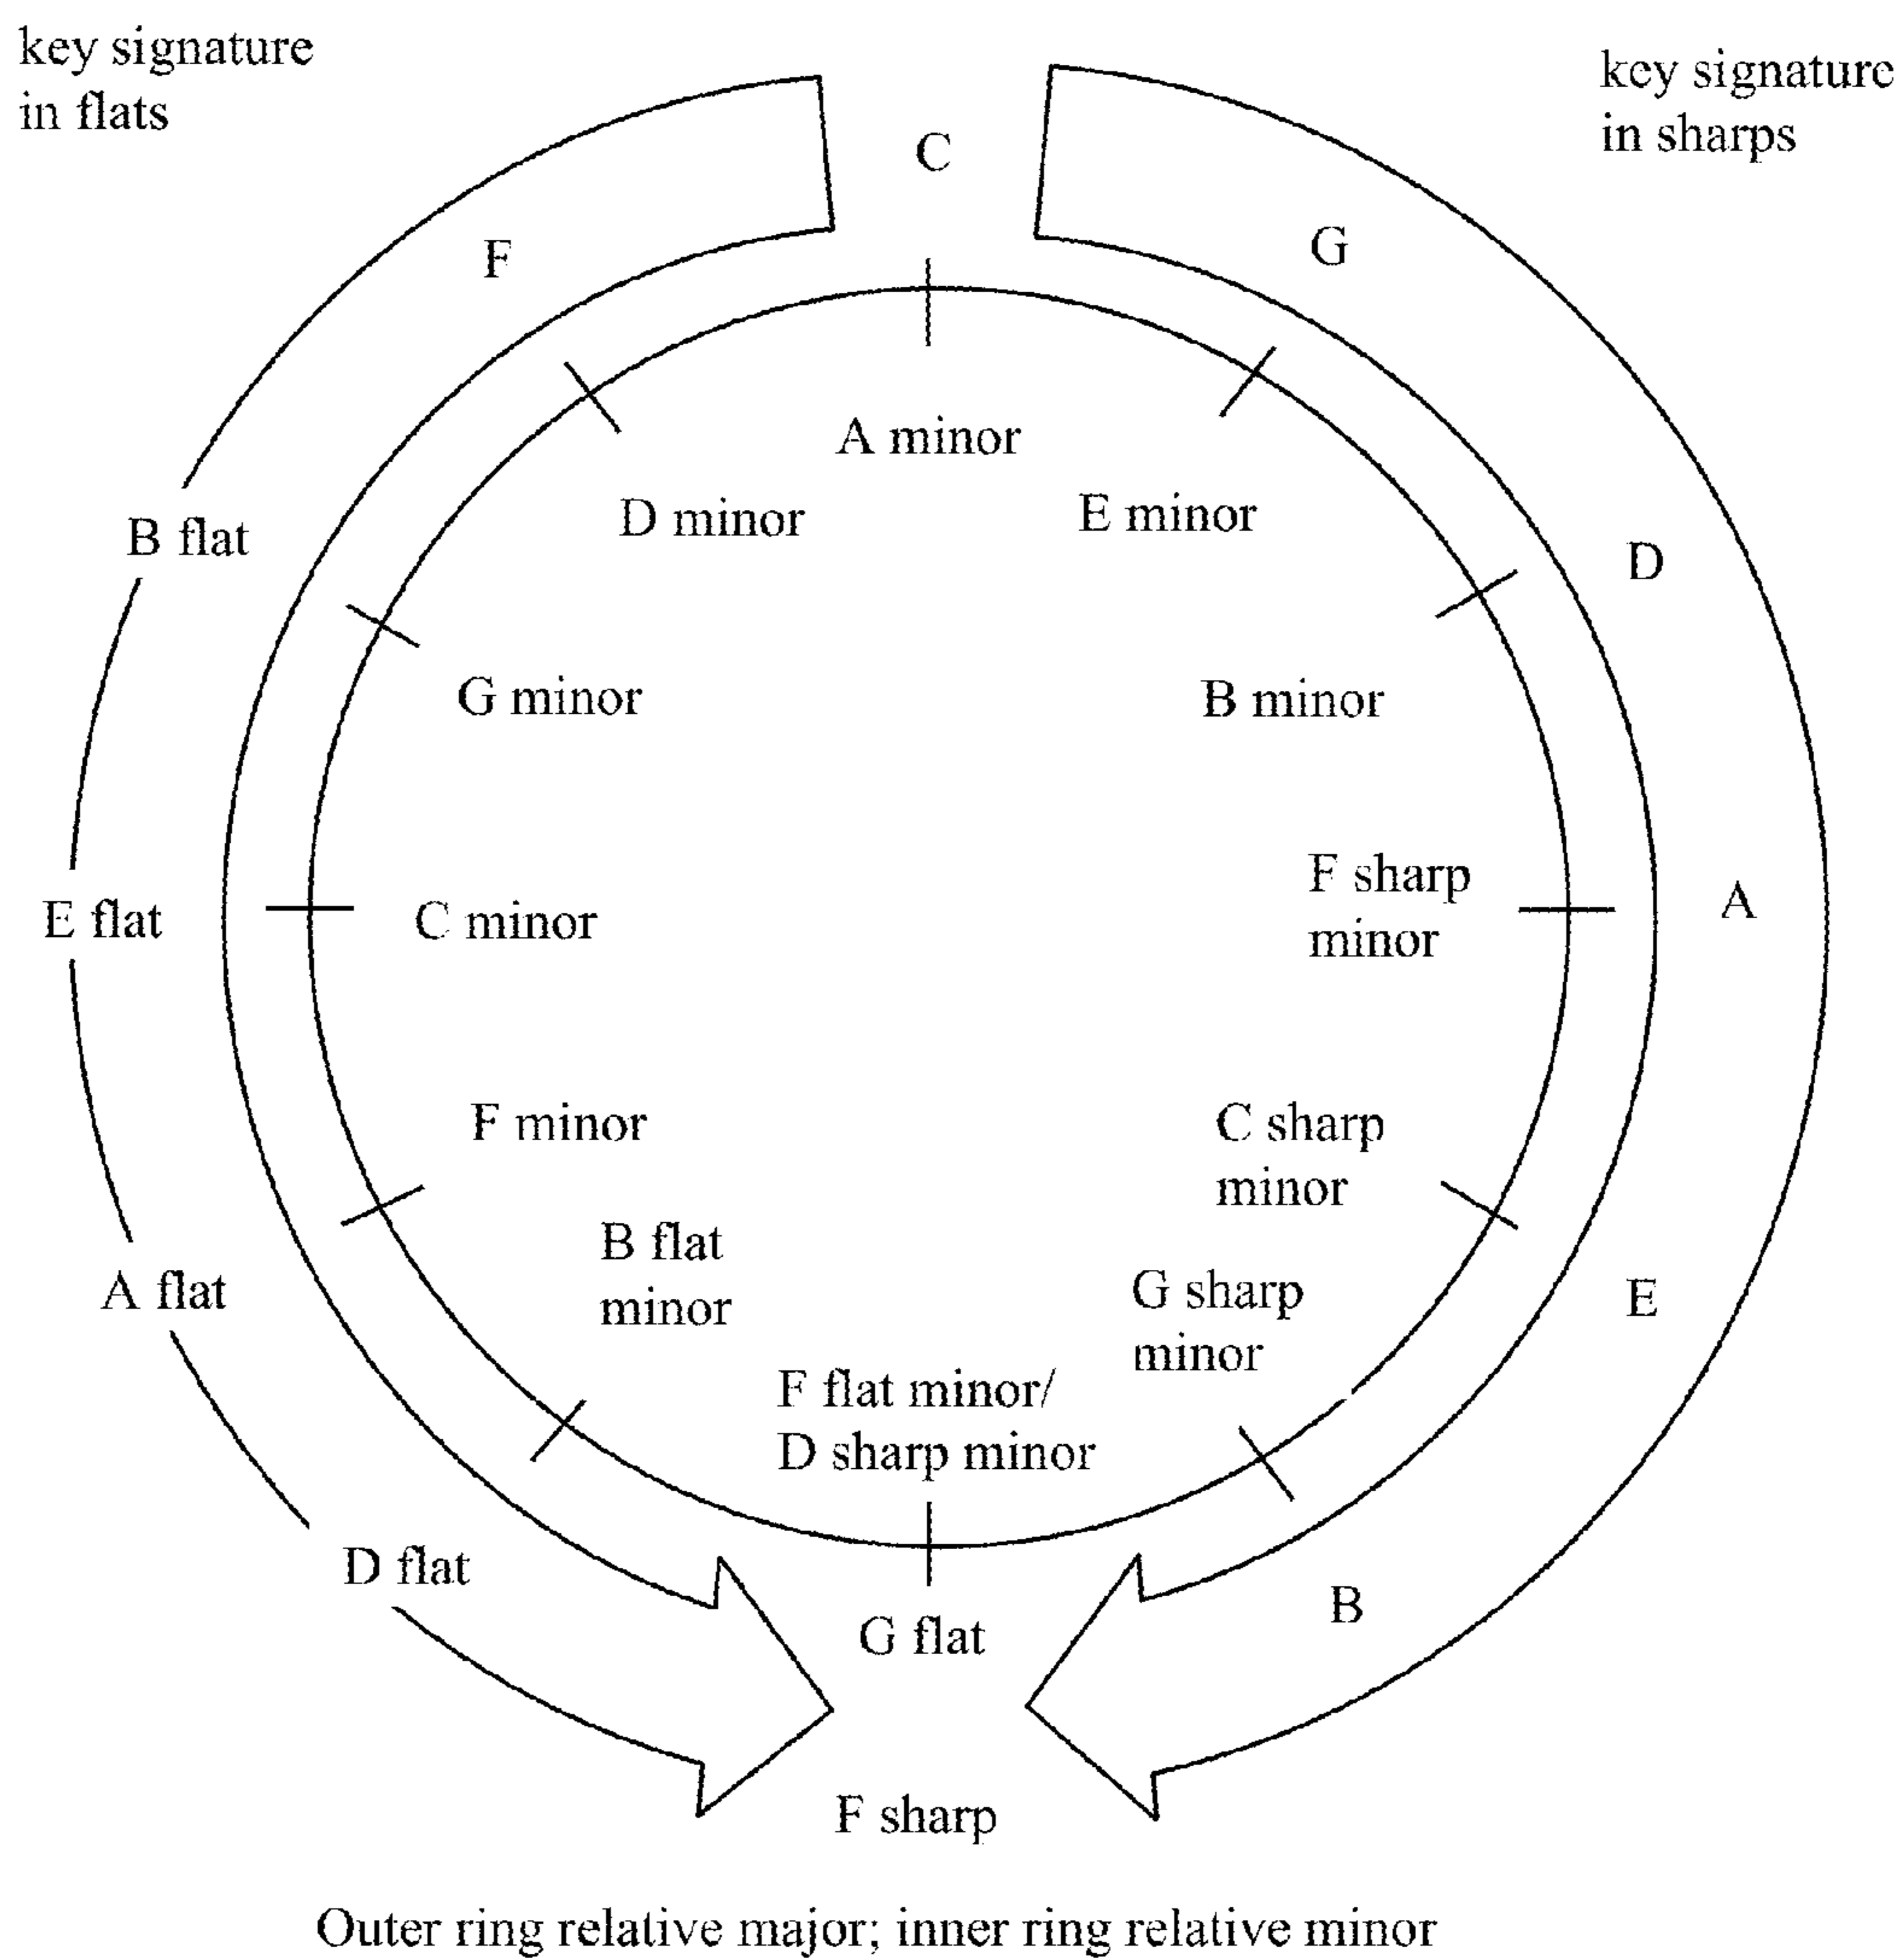 key signature
in flats
key signature
in sharps
C
F
G
A minor
D minor
E minor
B flat
D
G minor
B minor
E flat
C minor
F sharp
minor
A
F minor
C sharp
minor
A flat
B flat
minor
G sharp
minor
E
F flat minor/
D sharp minor
D flat
B
G flat
F sharp
Outer ring relative major; inner ring relative minor